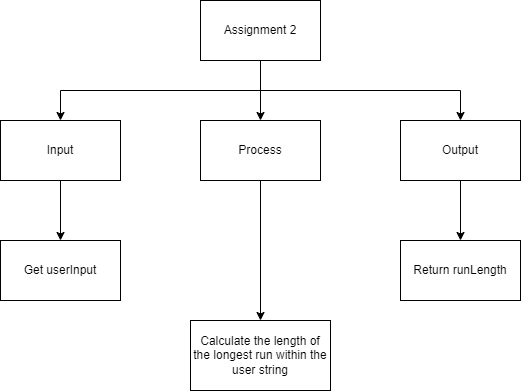 Assignment 2
Input
Process
Output
Get userInput
Return runLength
Calculate the length of
the longest run within the
user string